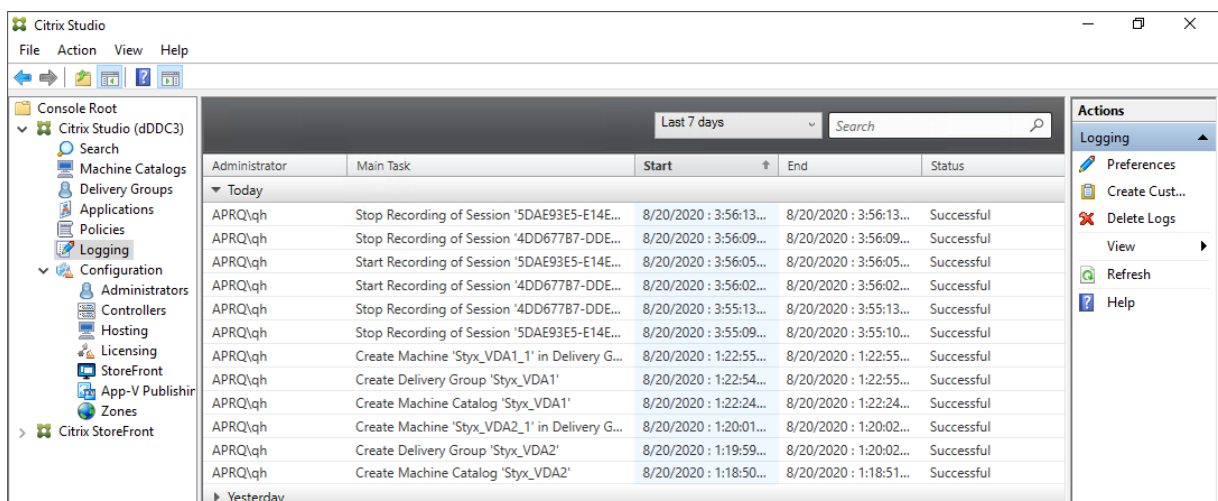 Citrix Studio
File Action View Help
Console Root
Citrix Studio (dDDC3)
Search
Machine Catalogs
Delivery Groups
Applications
Policies
Logging
Configuration
Administrators
Controllers
Hosting
Licensing
StoreFront
App-V Publishin
Zones
Citrix StoreFront
Last 7 days Search
Administrator Main Task Start End Status
Today
APRQ\qh Stop Recording of Session '5DAE93E5-E14E... 8/20/2020 : 3:56:13... 8/20/2020 : 3:56:13... Successful
APRQ\qh Stop Recording of Session '4DD677B7-DDE... 8/20/2020 : 3:56:09... 8/20/2020 : 3:56:09... Successful
APRQ\qh Start Recording of Session '5DAE93E5-E14E... 8/20/2020 : 3:56:05... 8/20/2020 : 3:56:05... Successful
APRQ\qh Start Recording of Session '4DD677B7-DDE... 8/20/2020 : 3:56:02... 8/20/2020 : 3:56:02... Successful
APRQ\qh Stop Recording of Session '4DD677B7-DDE... 8/20/2020 : 3:55:13... 8/20/2020 : 3:55:13... Successful
APRQ\qh Stop Recording of Session '5DAE93E5-E14E... 8/20/2020 : 3:55:09... 8/20/2020 : 3:55:10... Successful
APRQ\qh Create Machine 'Styx_VDA1_1' in Delivery G... 8/20/2020 : 1:22:55... 8/20/2020 : 1:22:55... Successful
APRQ\qh Create Delivery Group 'Styx_VDA1' 8/20/2020 : 1:22:54... 8/20/2020 : 1:22:55... Successful
APRQ\qh Create Machine Catalog 'Styx_VDA1' 8/20/2020 : 1:22:24... 8/20/2020 : 1:22:24... Successful
APRQ\qh Create Machine 'Styx_VDA2_1' in Delivery G... 8/20/2020 : 1:20:01... 8/20/2020 : 1:20:02... Successful
APRQ\qh Create Delivery Group 'Styx_VDA2' 8/20/2020 : 1:19:59... 8/20/2020 : 1:20:02... Successful
APRQ\qh Create Machine Catalog 'Styx_VDA2' 8/20/2020 : 1:18:50... 8/20/2020 : 1:18:51... Successful
Yesterday
Actions
Logging
Preferences
Create Cust...
Delete Logs
View
Refresh
Help